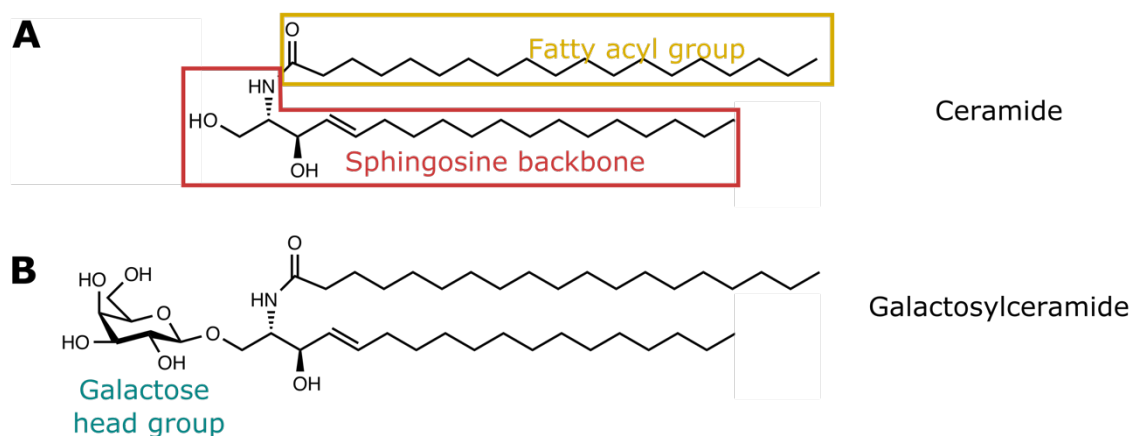 A
O
Fatty acyl group
HN
HO
Ceramide
OH
Sphingosine backbone
B
O
HO
OH
HN
O
O
Galactosylceramide
HO
OH
OH
Galactose
head group